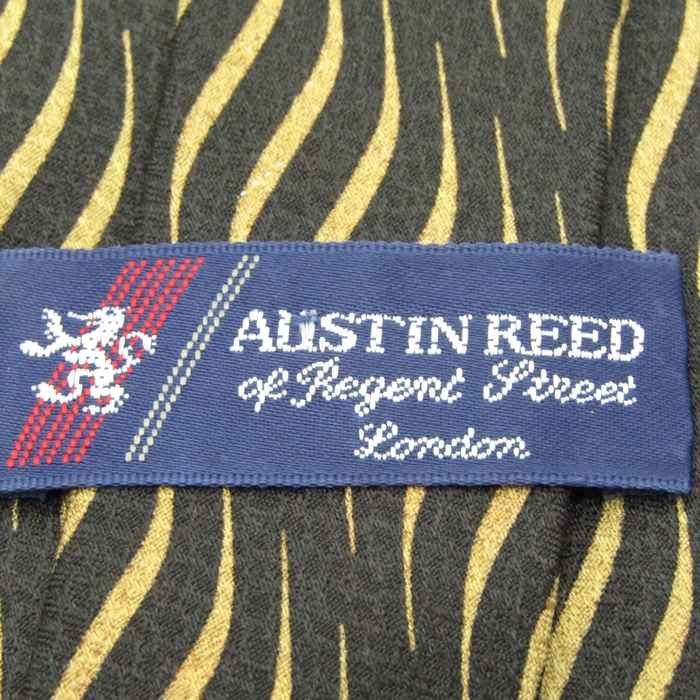 AUSTIN REED
of Regent Street
London